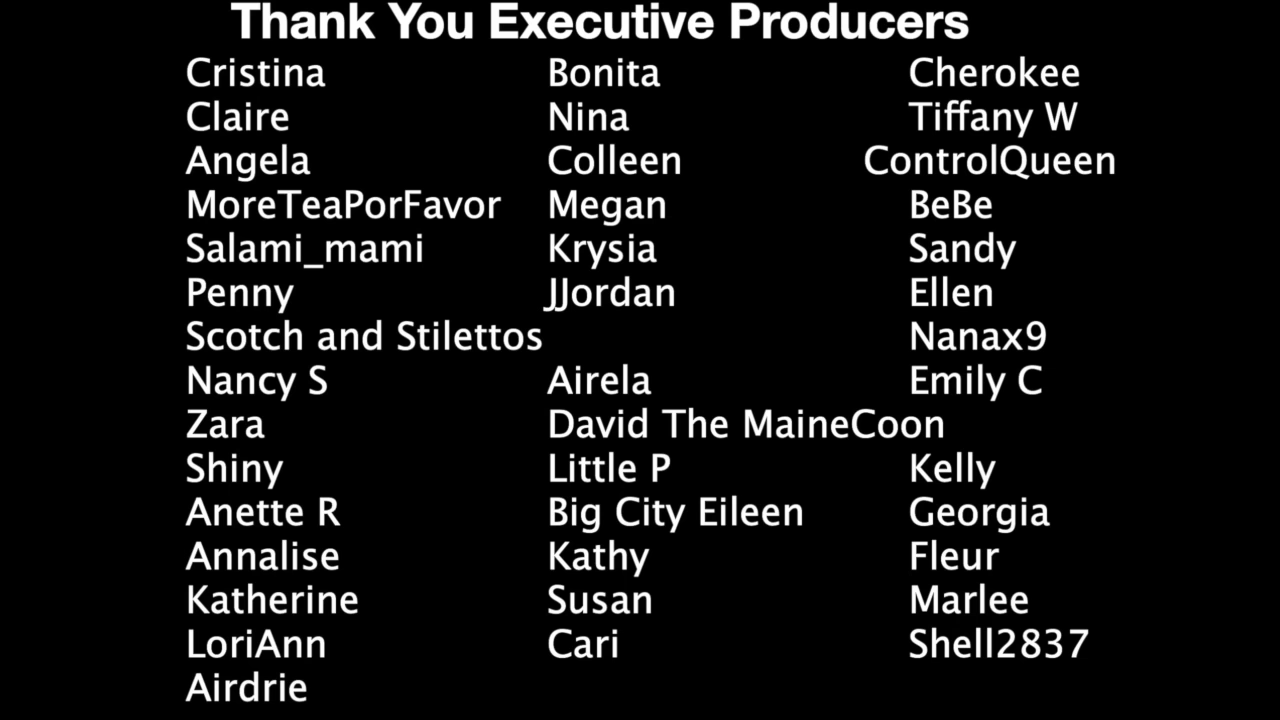 Thank You Executive Producers
Cristina Bonita Cherokee
Claire Nina Tiffany W
Angela Colleen ControlQueen
MoreTeaPorFavor Megan BeBe
Salami_mami Krysia Sandy
Penny JJordan Ellen
Scotch and Stilettos Nanax9
Nancy S Airela Emily C
Zara David The MaineCoon
Shiny Little P Kelly
Anette R Big City Eileen Georgia
Annalise Kathy Fleur
Katherine Susan Marlee
LoriAnn Cari Shell2837
Airdrie